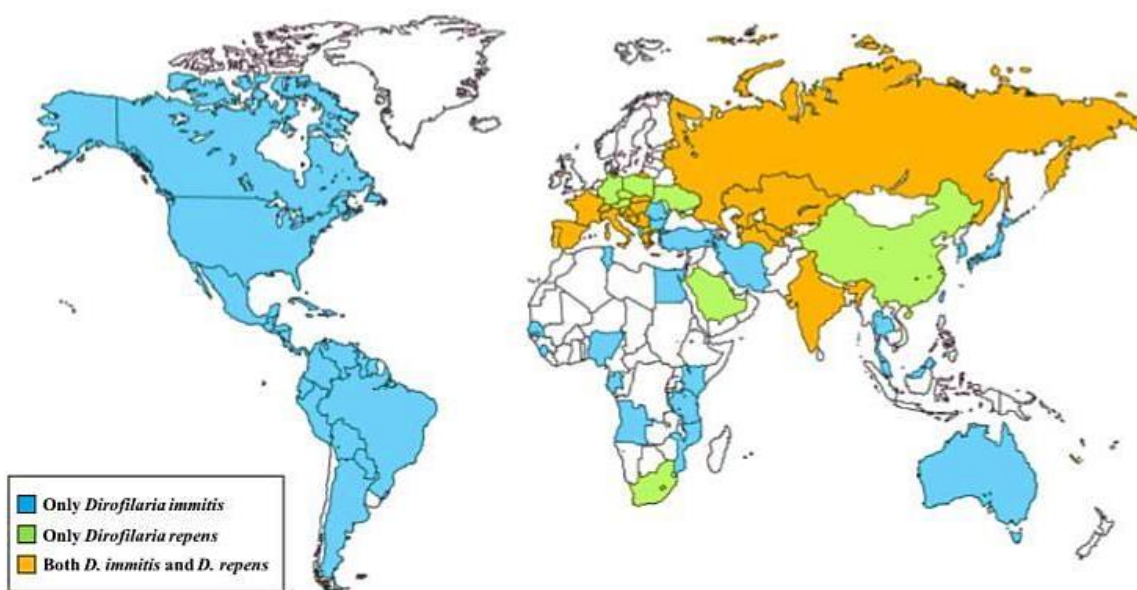 Only Dirofilaria immitis
Only Dirofilaria repens
Both D. immitis and D. repens